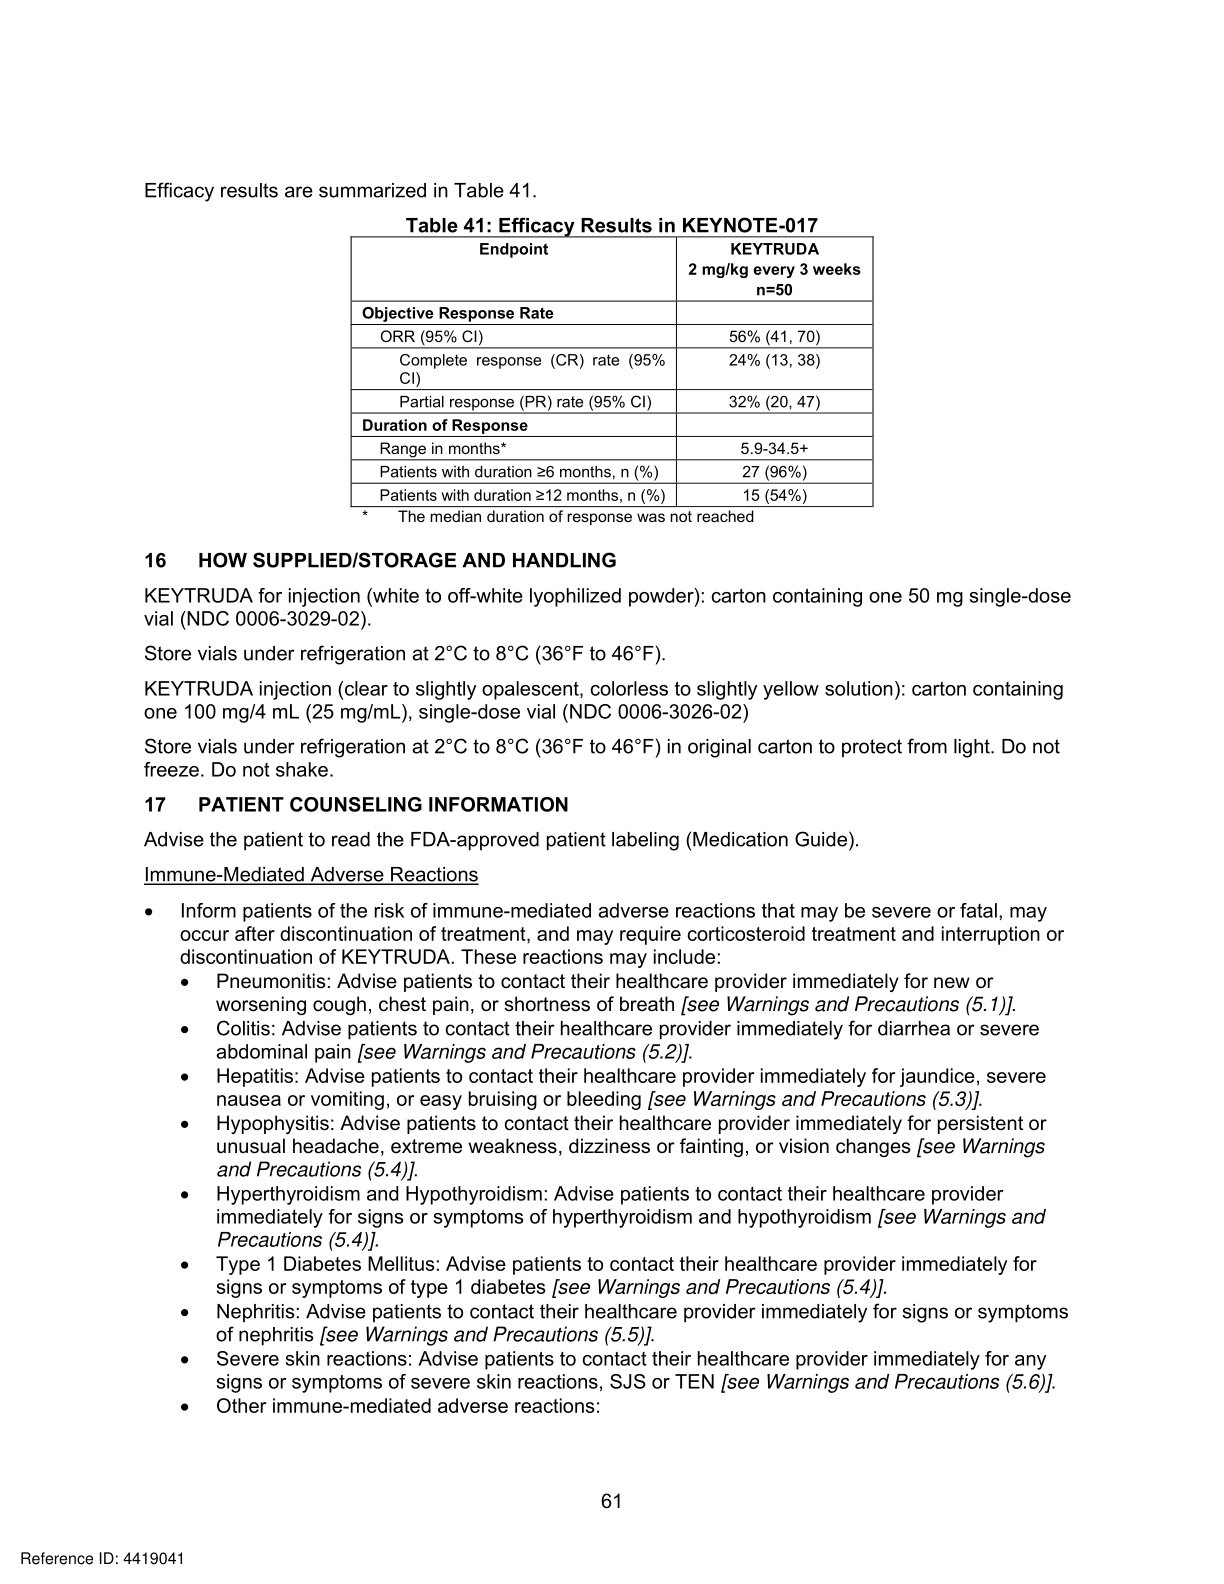 Efficacy results are summarized in Table 41.
Table 41: Efficacy Results in KEYNOTE-017
Endpoint KEYTRUDA
2 mg/kg every 3 weeks
n=50
Objective Response Rate
ORR (95% CI) 56% (41, 70)
Complete response (CR) rate (95% 24% (13, 38)
CI)
Partial response (PR) rate (95% CI) 32% (20, 47)
Duration of Response
Range in months* 5.9-34.5+
Patients with duration ≥6 months, n (%) 27 (96%)
Patients with duration ≥12 months, n (%) 15 (54%)
* The median duration of response was not reached
16 HOW SUPPLIED/STORAGE AND HANDLING
KEYTRUDA for injection (white to off-white lyophilized powder): carton containing one 50 mg single-dose
vial (NDC 0006-3029-02).
Store vials under refrigeration at 2°C to 8°C (36°F to 46°F).
KEYTRUDA injection (clear to slightly opalescent, colorless to slightly yellow solution): carton containing
one 100 mg/4 mL (25 mg/mL), single-dose vial (NDC 0006-3026-02)
Store vials under refrigeration at 2°C to 8°C (36°F to 46°F) in original carton to protect from light. Do not
freeze. Do not shake.
17 PATIENT COUNSELING INFORMATION
Advise the patient to read the FDA-approved patient labeling (Medication Guide).
Immune-Mediated Adverse Reactions
• Inform patients of the risk of immune-mediated adverse reactions that may be severe or fatal, may
occur after discontinuation of treatment, and may require corticosteroid treatment and interruption or
discontinuation of KEYTRUDA. These reactions may include:
• Pneumonitis: Advise patients to contact their healthcare provider immediately for new or
worsening cough, chest pain, or shortness of breath [see Warnings and Precautions (5.1)].
• Colitis: Advise patients to contact their healthcare provider immediately for diarrhea or severe
abdominal pain [see Warnings and Precautions (5.2)].
• Hepatitis: Advise patients to contact their healthcare provider immediately for jaundice, severe
nausea or vomiting, or easy bruising or bleeding [see Warnings and Precautions (5.3)].
• Hypophysitis: Advise patients to contact their healthcare provider immediately for persistent or
unusual headache, extreme weakness, dizziness or fainting, or vision changes [see Warnings
and Precautions (5.4)].
• Hyperthyroidism and Hypothyroidism: Advise patients to contact their healthcare provider
immediately for signs or symptoms of hyperthyroidism and hypothyroidism [see Warnings and
Precautions (5.4)].
• Type 1 Diabetes Mellitus: Advise patients to contact their healthcare provider immediately for
signs or symptoms of type 1 diabetes [see Warnings and Precautions (5.4)].
• Nephritis: Advise patients to contact their healthcare provider immediately for signs or symptoms
of nephritis [see Warnings and Precautions (5.5)].
• Severe skin reactions: Advise patients to contact their healthcare provider immediately for any
signs or symptoms of severe skin reactions, SJS or TEN [see Warnings and Precautions (5.6)].
• Other immune-mediated adverse reactions:
61
Reference ID: 4419041